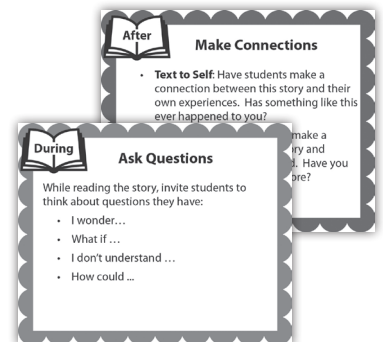 After
Make Connections
• Text to Self: Have students make a
connection between this story and their
own experiences. Has something like this
ever happened to you?
make a
and
Have you
During
Ask Questions
While reading the story, invite students to
think about questions they have:
• I wonder…
• What if …
• I don't understand …
• How could ...